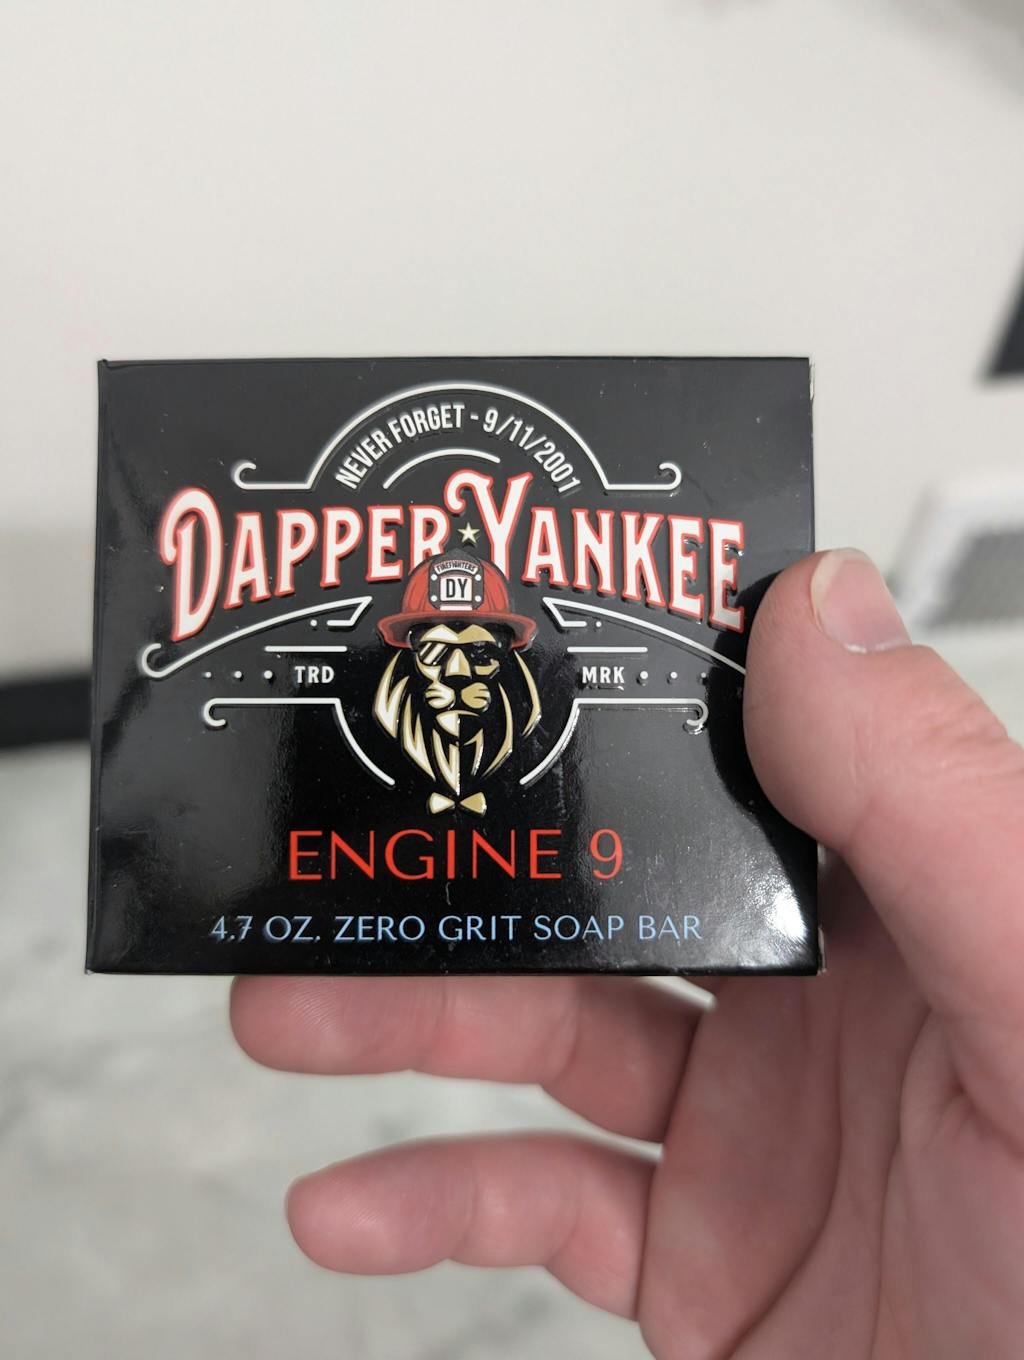 NEVER FORGET - 9/11/2001
DAPPER YANKEE
FIREFIGHTERS
DY
TRD MRK
ENGINE 9
4.7 OZ. ZERO GRIT SOAP BAR